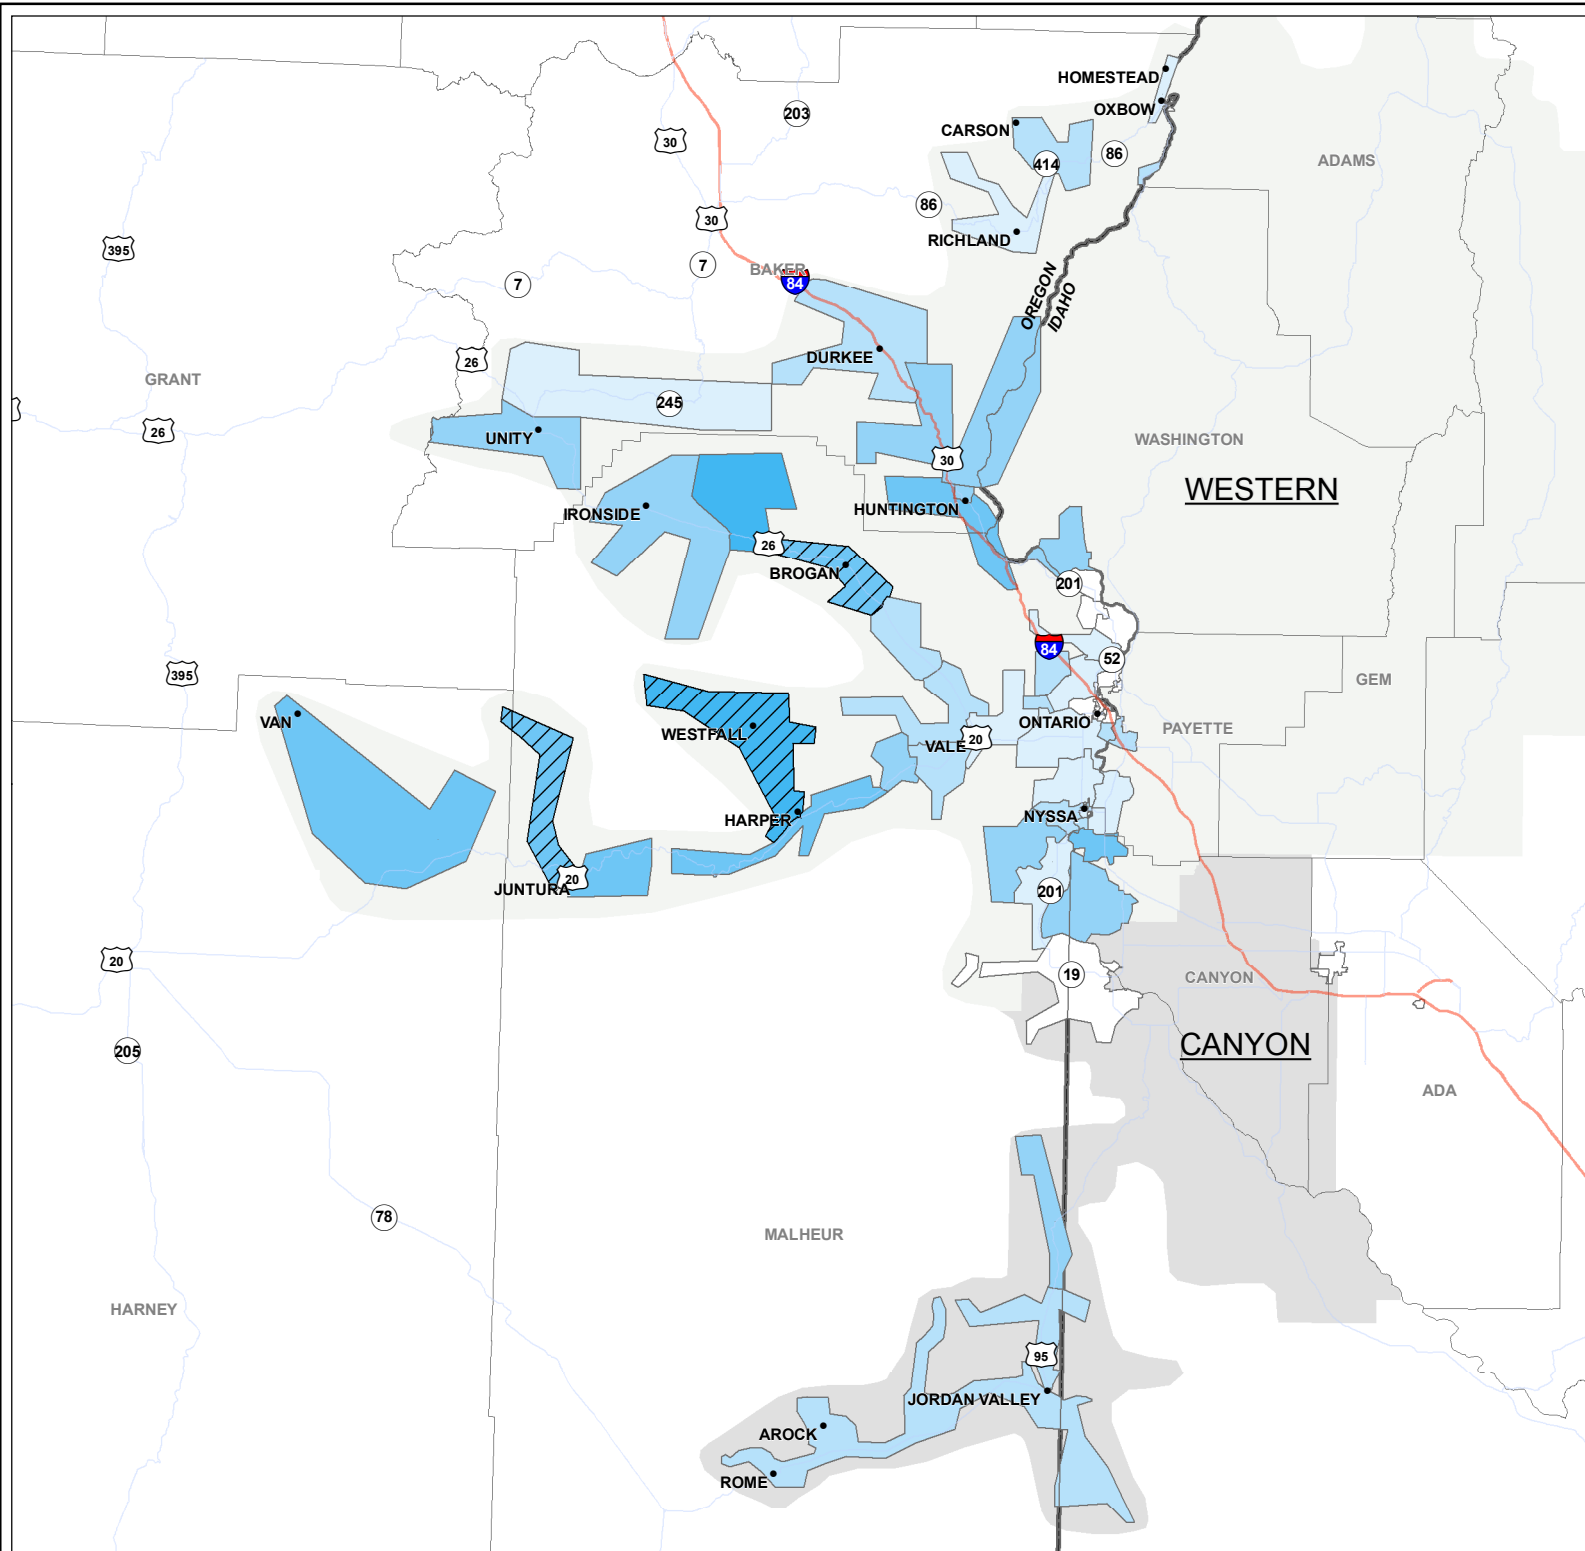 HOMESTEAD
OXBOW
203
CARSON
30
86
ADAMS
414
86
30
RICHLAND
395
7
BAKER
7
84
OREGON
IDAHO
DURKEE
26
GRANT
245
26
UNITY
WASHINGTON
30
WESTERN
HUNTINGTON
IRONSIDE
26
BROGAN
201
84
52
395
GEM
VAN
WESTFALL
ONTARIO
PAYETTE
VALE
20
HARPER
NYSSA
JUNTURA
20
201
20
19
CANYON
CANYON
205
ADA
78
MALHEUR
HARNEY
95
JORDAN VALLEY
AROCK
ROME